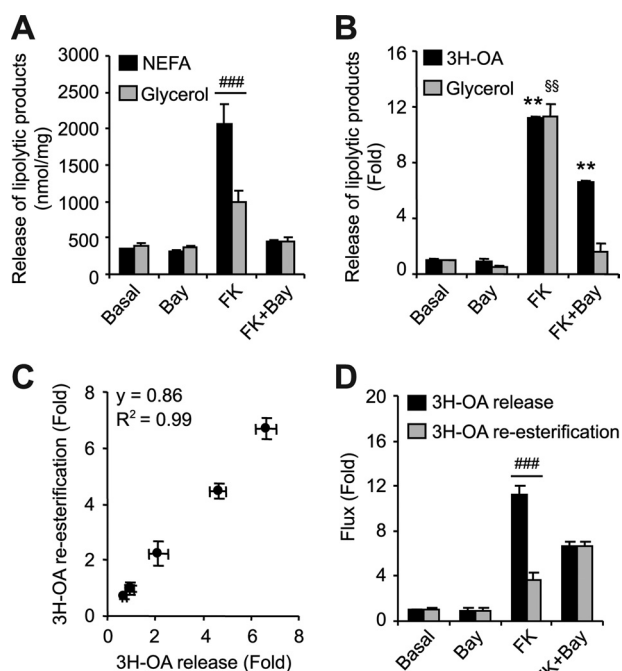 A
Release of lipolytic products
(nmol/mg)
3000
2500
2000
1500
1000
500
0
NEFA
Glycerol
###
Basal
Bay
FK
FK+Bay
B
Release of lipolytic products
(Fold)
16
12
8
4
0
3H-OA
Glycerol
**
§§
**
Basal
Bay
FK
FK+Bay
C
3H-OA re-esterification (Fold)
8
6
4
2
0
y = 0.86
R² = 0.99
0
2
4
6
8
3H-OA release (Fold)
D
Flux (Fold)
20
16
12
8
4
0
3H-OA release
3H-OA re-esterification
###
Basal
Bay
FK
FK+Bay